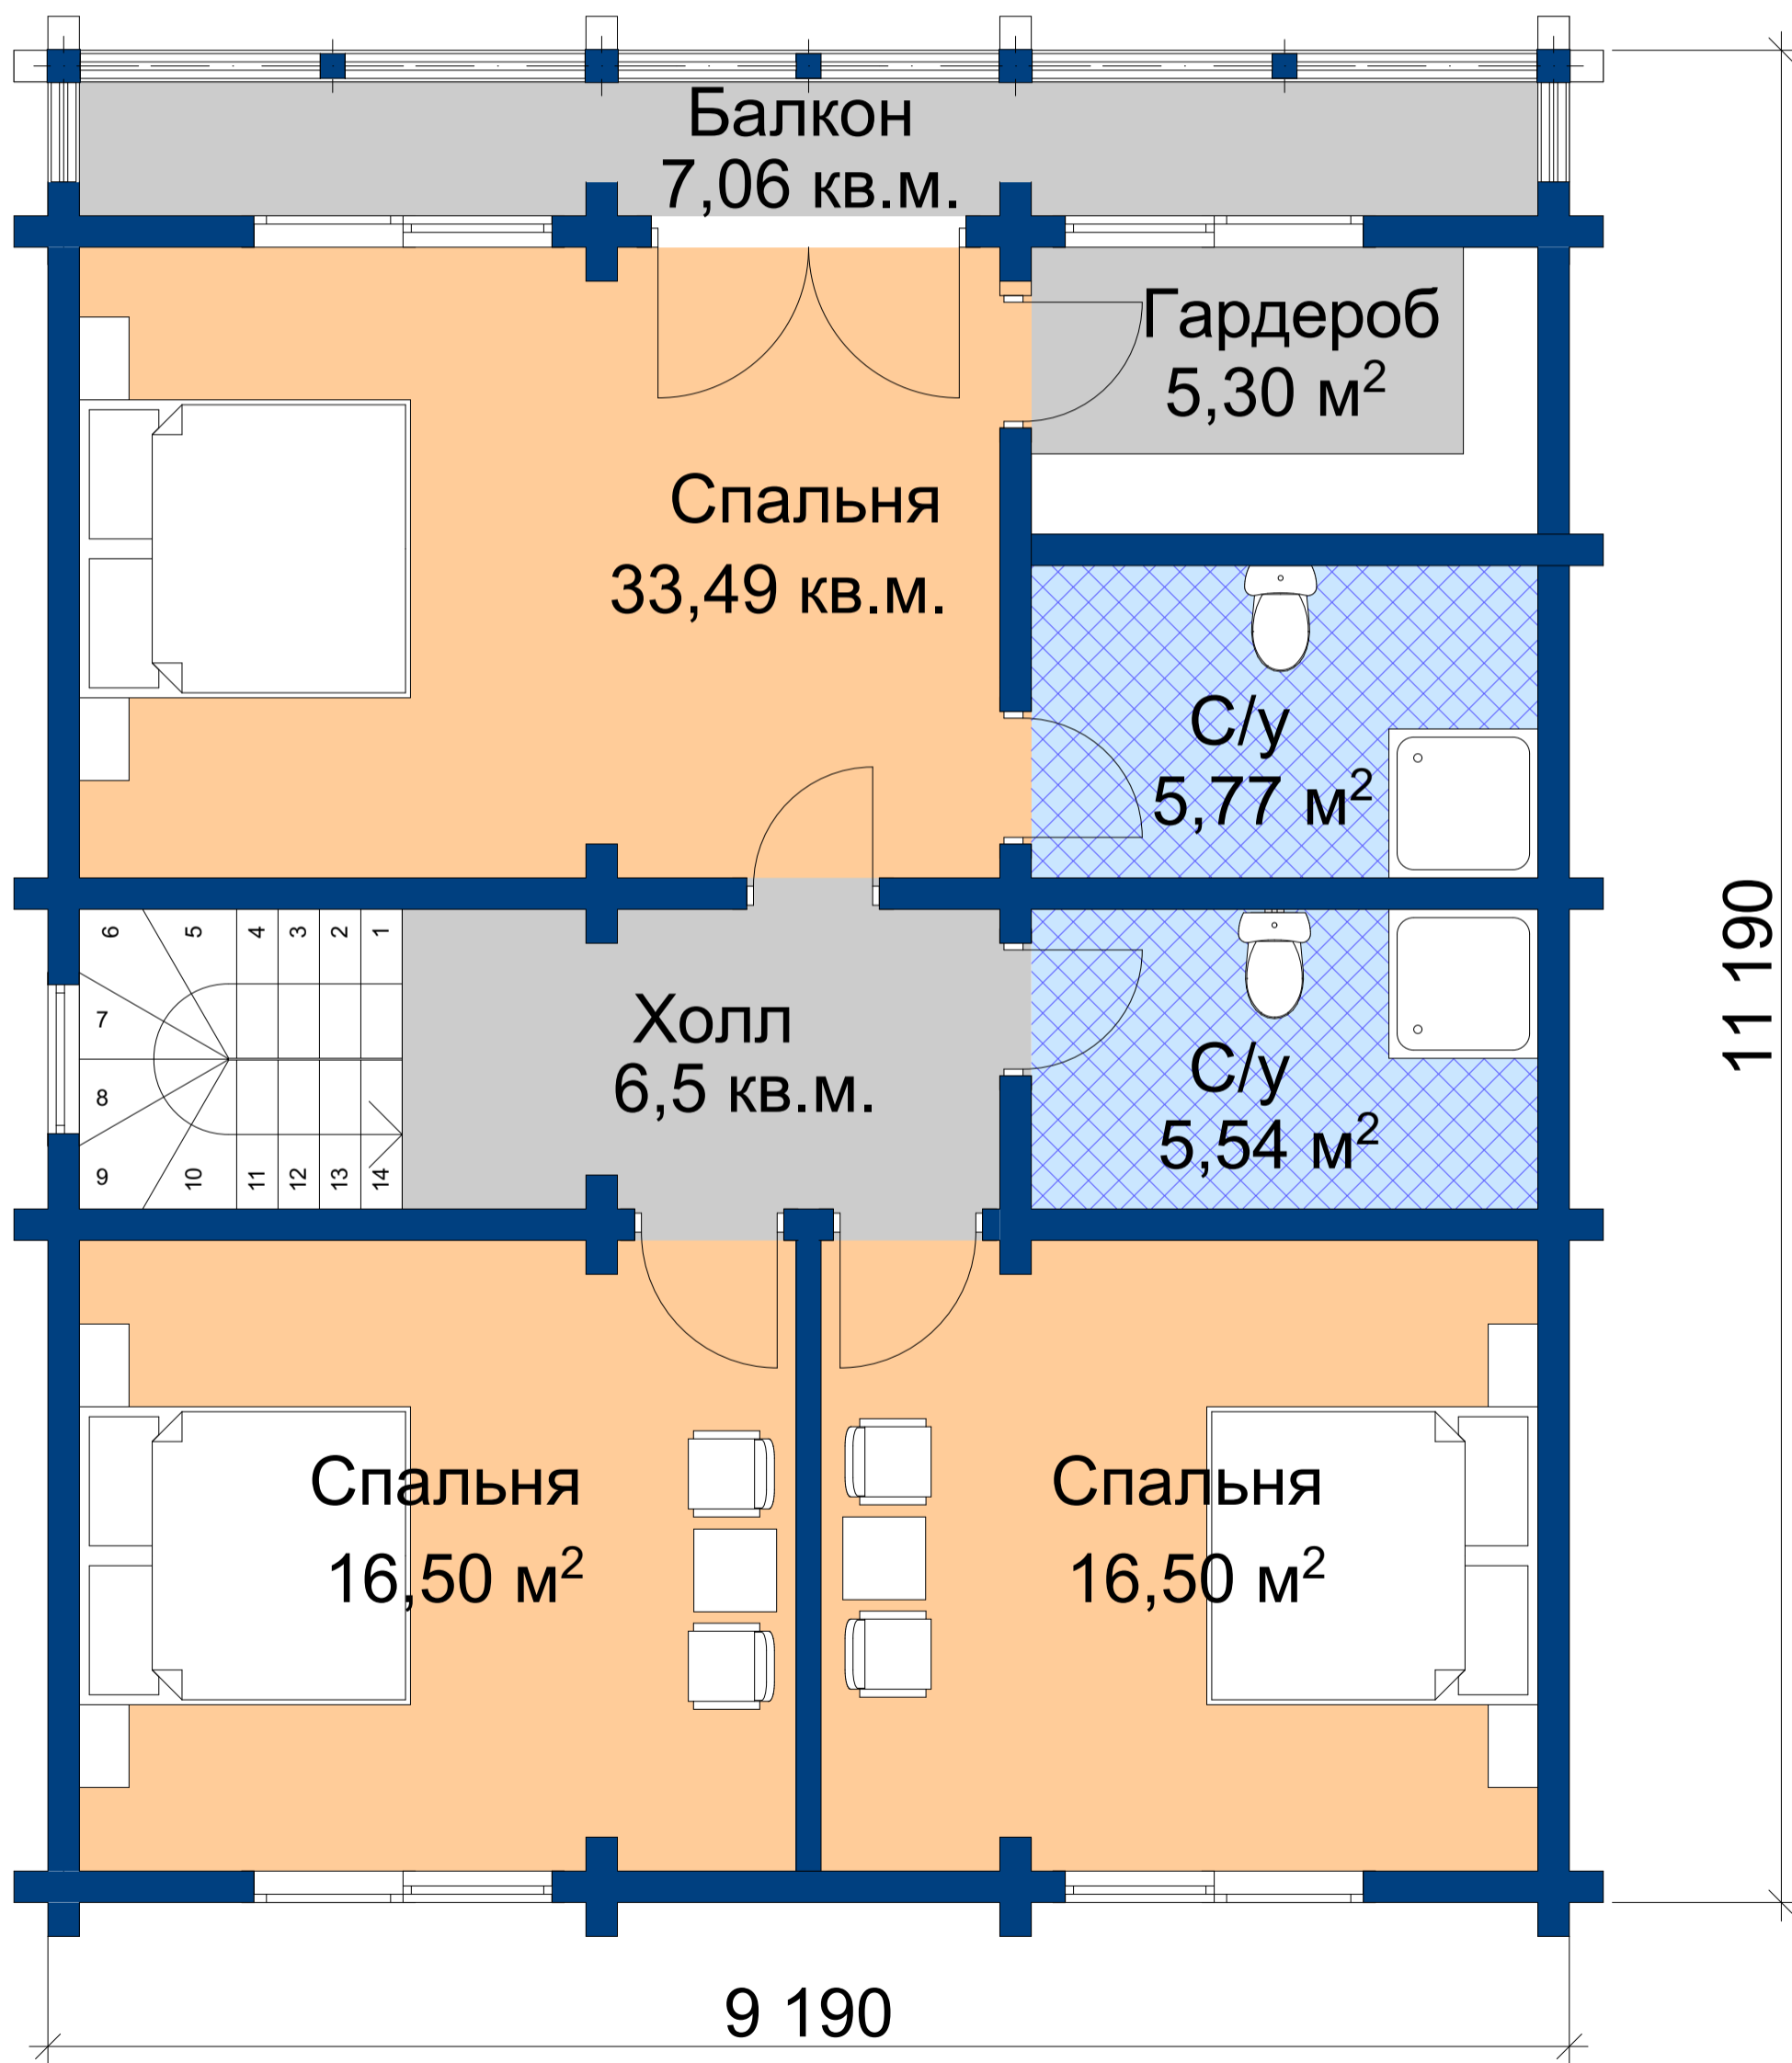 Балкон
7,06 кв.м.
Гардероб
5,30 м²
Спальня
33,49 кв.м.
С/у
5,77 м²
6 5 4 3 2 1
7
8
9 10 11 12 13 14
Холл
6,5 кв.м.
С/у
5,54 м²
11 190
Спальня
16,50 м²
Спальня
16,50 м²
9 190